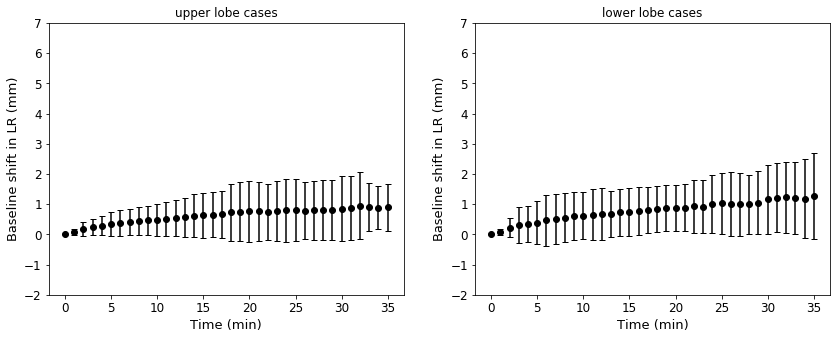 upper lobe cases
Baseline shift in LR (mm)
7
6
5
4
3
2
1
0
−1
−2
0 5 10 15 20 25 30 35
Time (min)
lower lobe cases
Baseline shift in LR (mm)
7
6
5
4
3
2
1
0
−1
−2
0 5 10 15 20 25 30 35
Time (min)